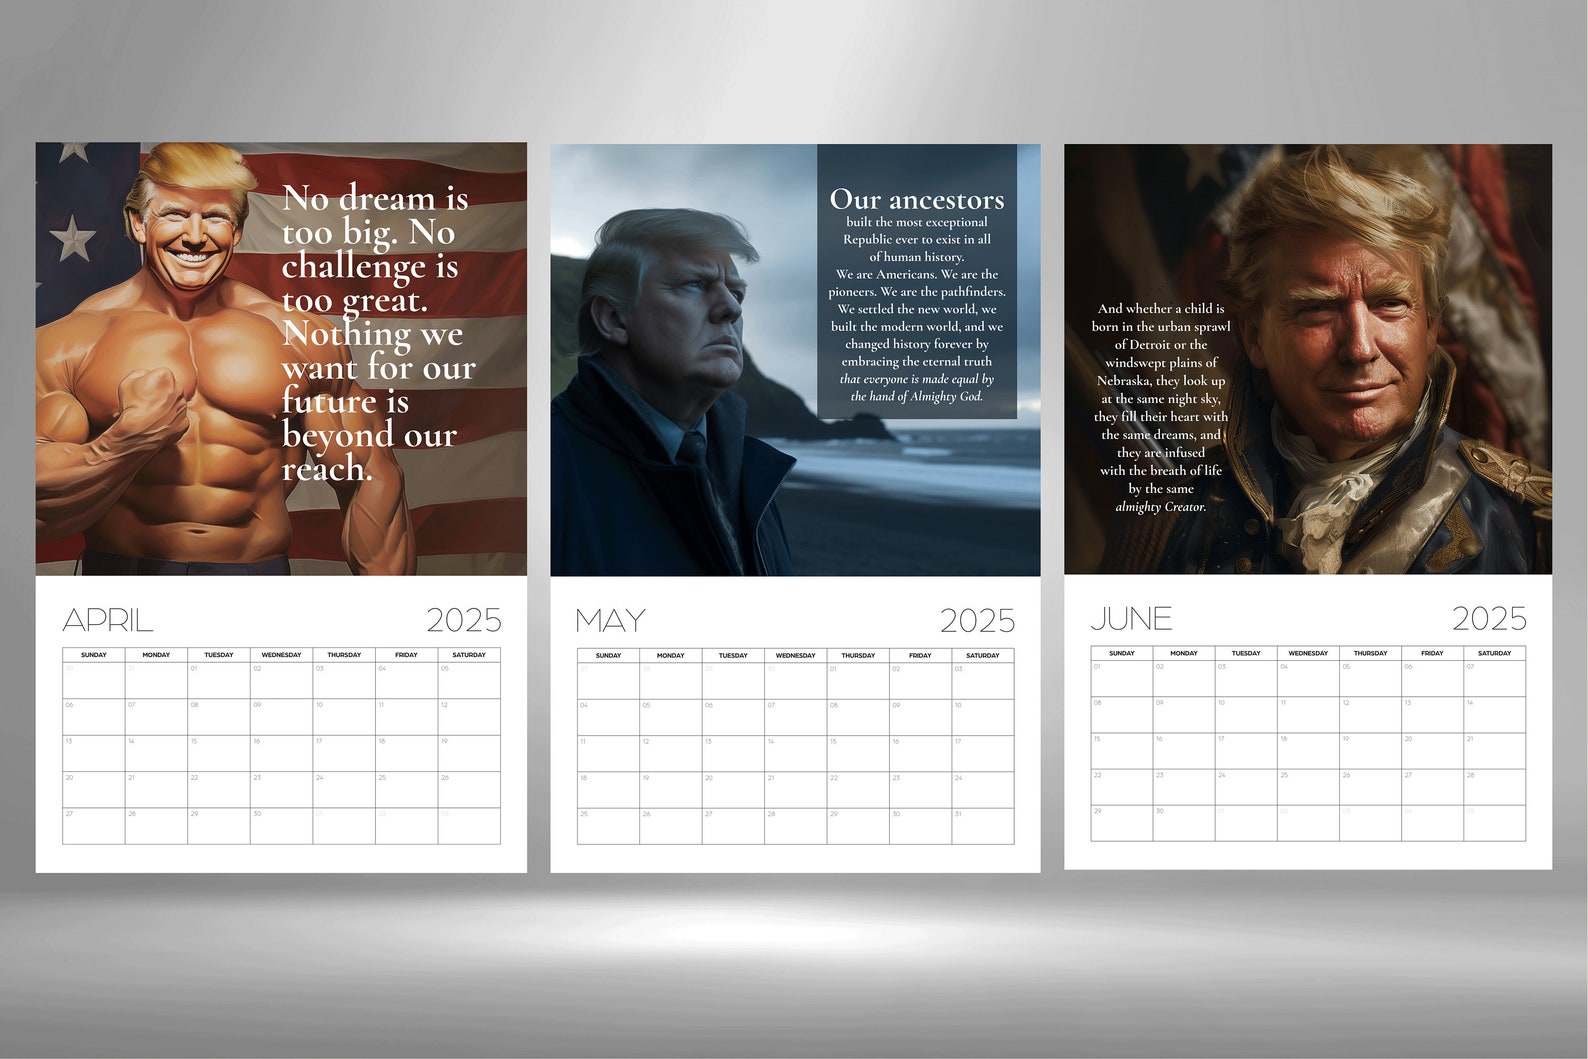 No dream is
too big. No
challenge is
too great.
Nothing we
want for our
future is
beyond our
reach.
APRIL 2025
SUNDAY MONDAY TUESDAY WEDNESDAY THURSDAY FRIDAY SATURDAY
30 31 01 02 03 04 05
06 07 08 09 10 11 12
13 14 15 16 17 18 19
20 21 22 23 24 25 26
27 28 29 30 01 02 03
Our ancestors
built the most exceptional
Republic ever to exist in all
of human history.
We are Americans. We are the
pioneers. We are the pathfinders.
We settled the new world, we
built the modern world, and we
changed history forever by
embracing the eternal truth
that everyone is made equal by
the hand of Almighty God.
MAY 2025
SUNDAY MONDAY TUESDAY WEDNESDAY THURSDAY FRIDAY SATURDAY
27 28 29 30 01 02 03
04 05 06 07 08 09 10
11 12 13 14 15 16 17
18 19 20 21 22 23 24
25 26 27 28 29 30 31
And whether a child is
born in the urban sprawl
of Detroit or the
windswept plains of
Nebraska, they look up
at the same night sky,
they fill their heart with
the same dreams, and
they are infused
with the breath of life
by the same
almighty Creator.
JUNE 2025
SUNDAY MONDAY TUESDAY WEDNESDAY THURSDAY FRIDAY SATURDAY
01 02 03 04 05 06 07
08 09 10 11 12 13 14
15 16 17 18 19 20 21
22 23 24 25 26 27 28
29 30 01 02 03 04 05